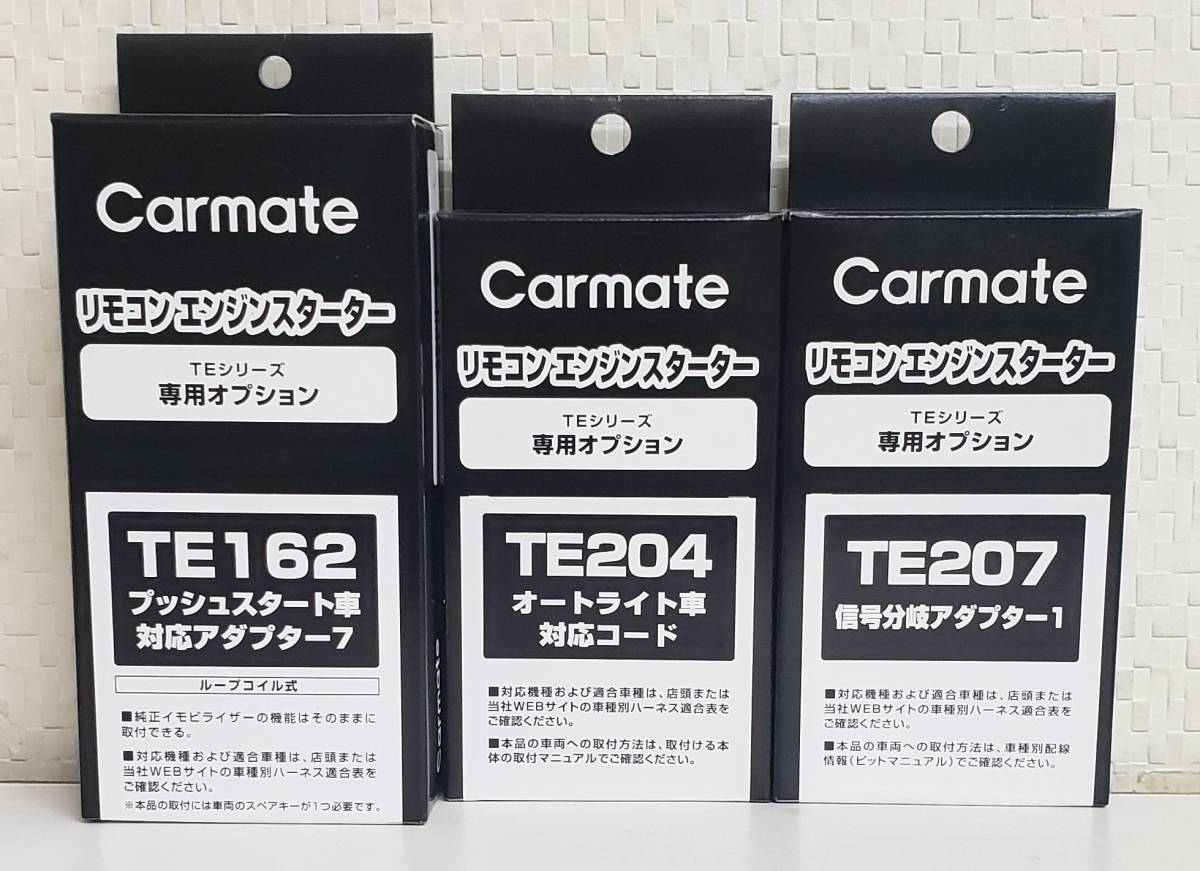 Carmate
リモコンエンジンスターター
TEシリーズ
専用オプション
TE162
プッシュスタート車
対応アダプター7
ループコイル式
■純正イモビライザーの機能はそのままに
取付できる。
■対応機種および適合車種は、店頭または
当社WEBサイトの車種別ハーネス適合表を
ご確認ください。
※本品の取付には車両のスペアキーが1つ必要です。
Carmate
Carmate
リモコンエンジンスターター
TEシリーズ
専用オプション
TE204
オートライト車
対応コード
■対応機種および適合車種は、店頭または
当社WEBサイトの車種別ハーネス適合表を
ご確認ください。
■本品の車両への取付方法は、取付ける本
体の取付マニュアルでご確認ください。
Carmate
リモコンエンジンスターター
TEシリーズ
専用オプション
TE207
信号分岐アダプター1
■対応機種および適合車種は、店頭または
当社WEBサイトの車種別ハーネス適合表を
ご確認ください。
■本品の車両への取付方法は、車種別配線
情報(ピットマニュアル)でご確認ください。